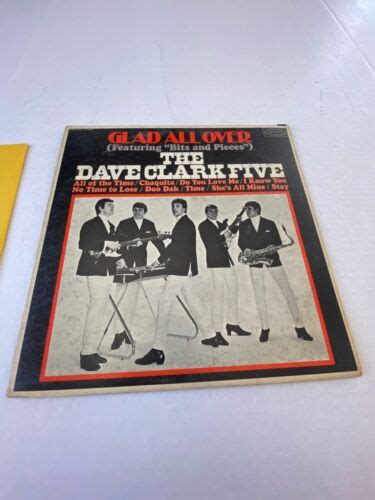 GLAD ALL OVER
(Featuring "Bits and Pieces")
THE
DAVE CLARK FIVE
All of the Time / Chaquita / Do You Love Me / I Know You
No Time to Lose / Doo Dah / Time / She's All Mine / Stay